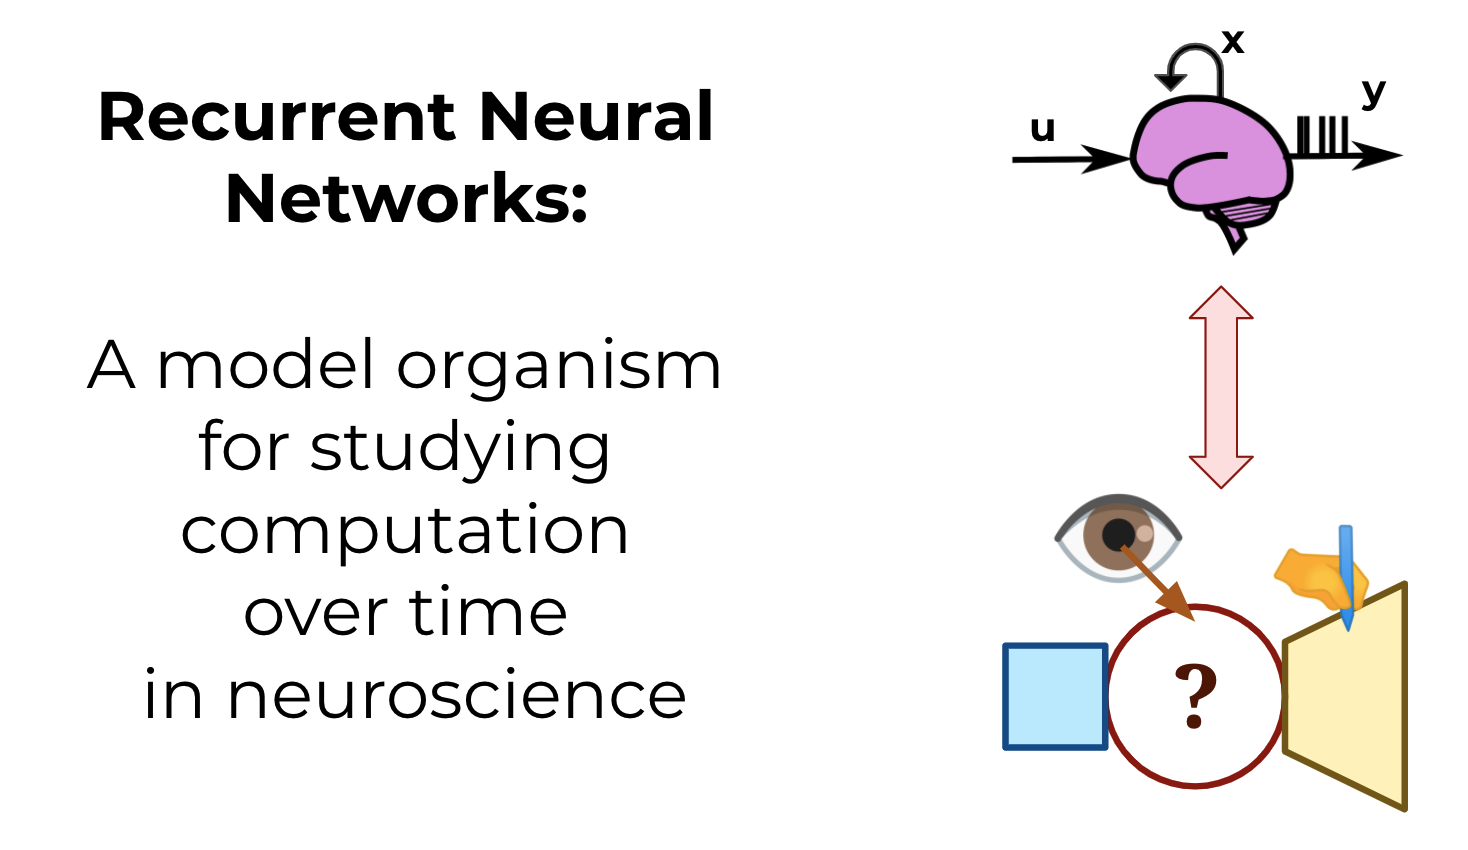 Recurrent Neural
Networks:
A model organism
for studying
computation
over time
in neuroscience
x
y
u
?